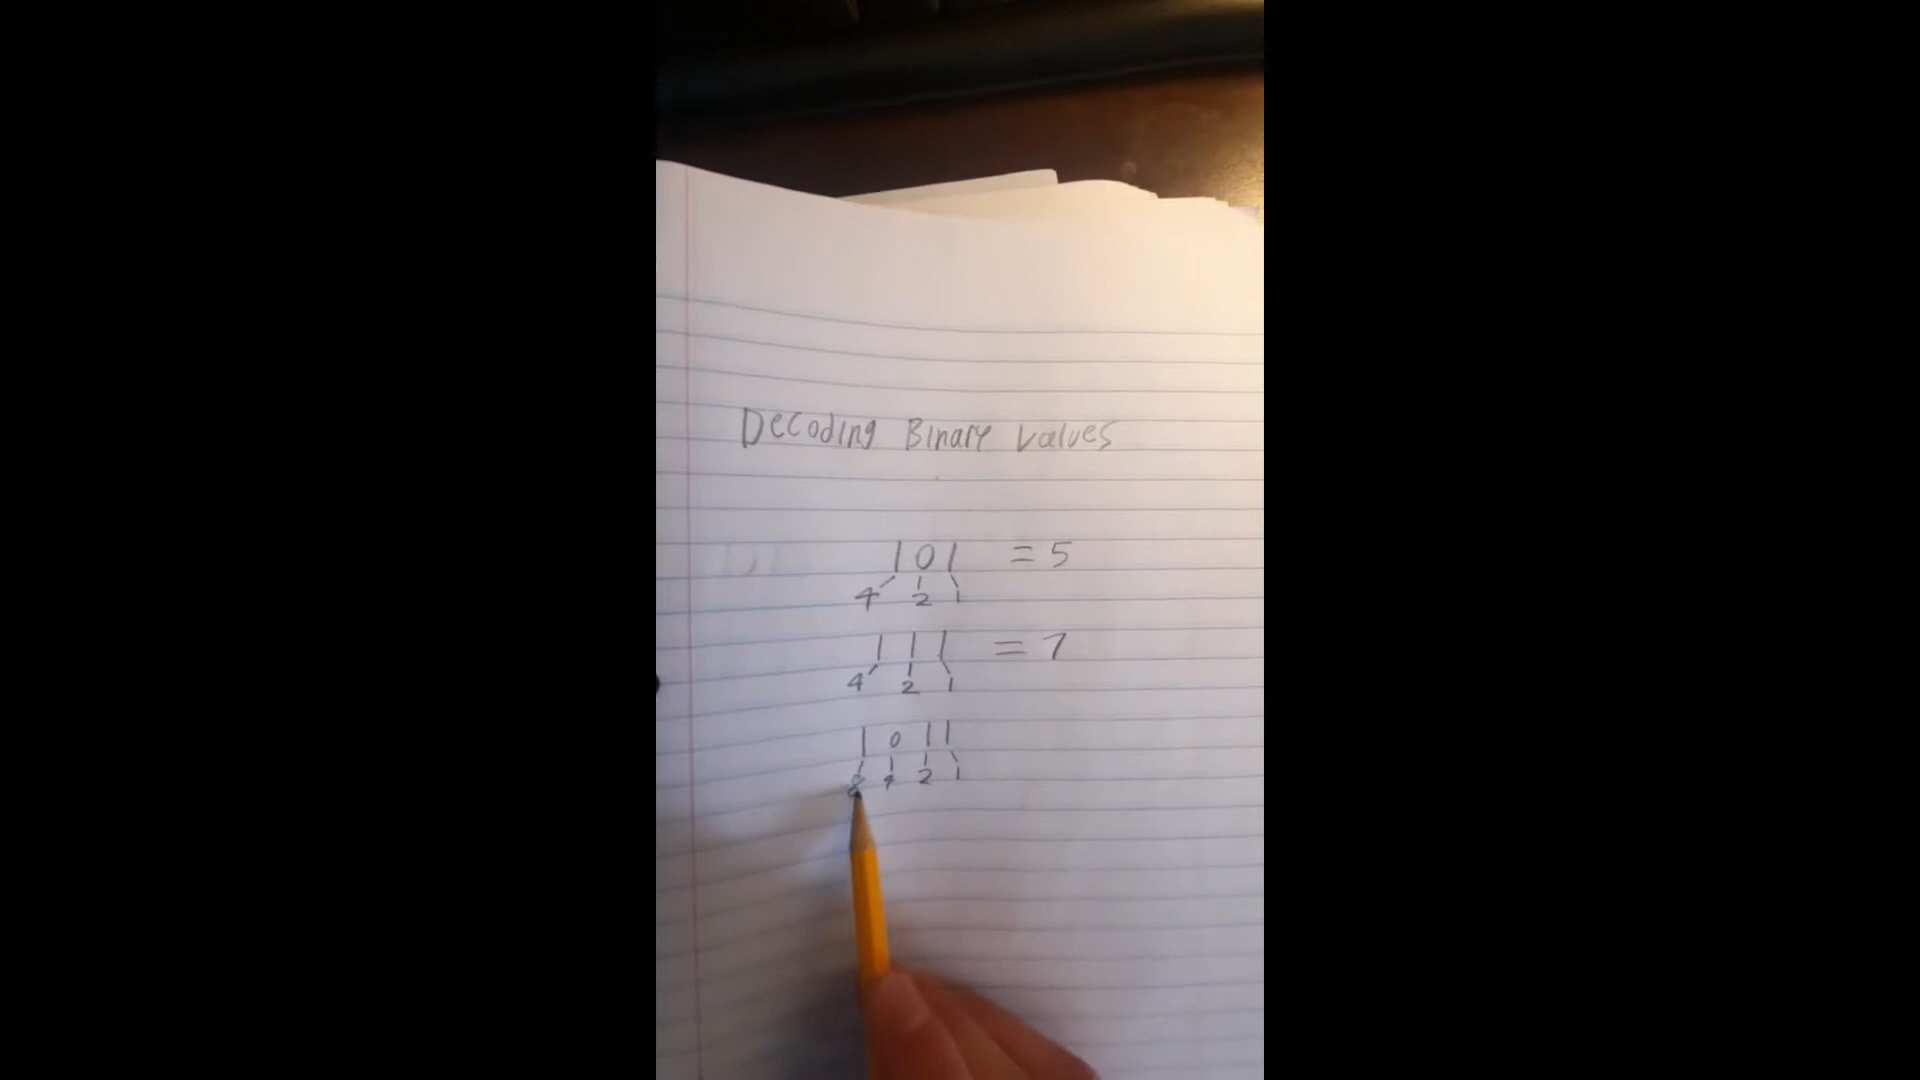 Decoding Binary Values
101 = 5
4 2 1
111 = 7
4 2 1
1011
8 4 2 1